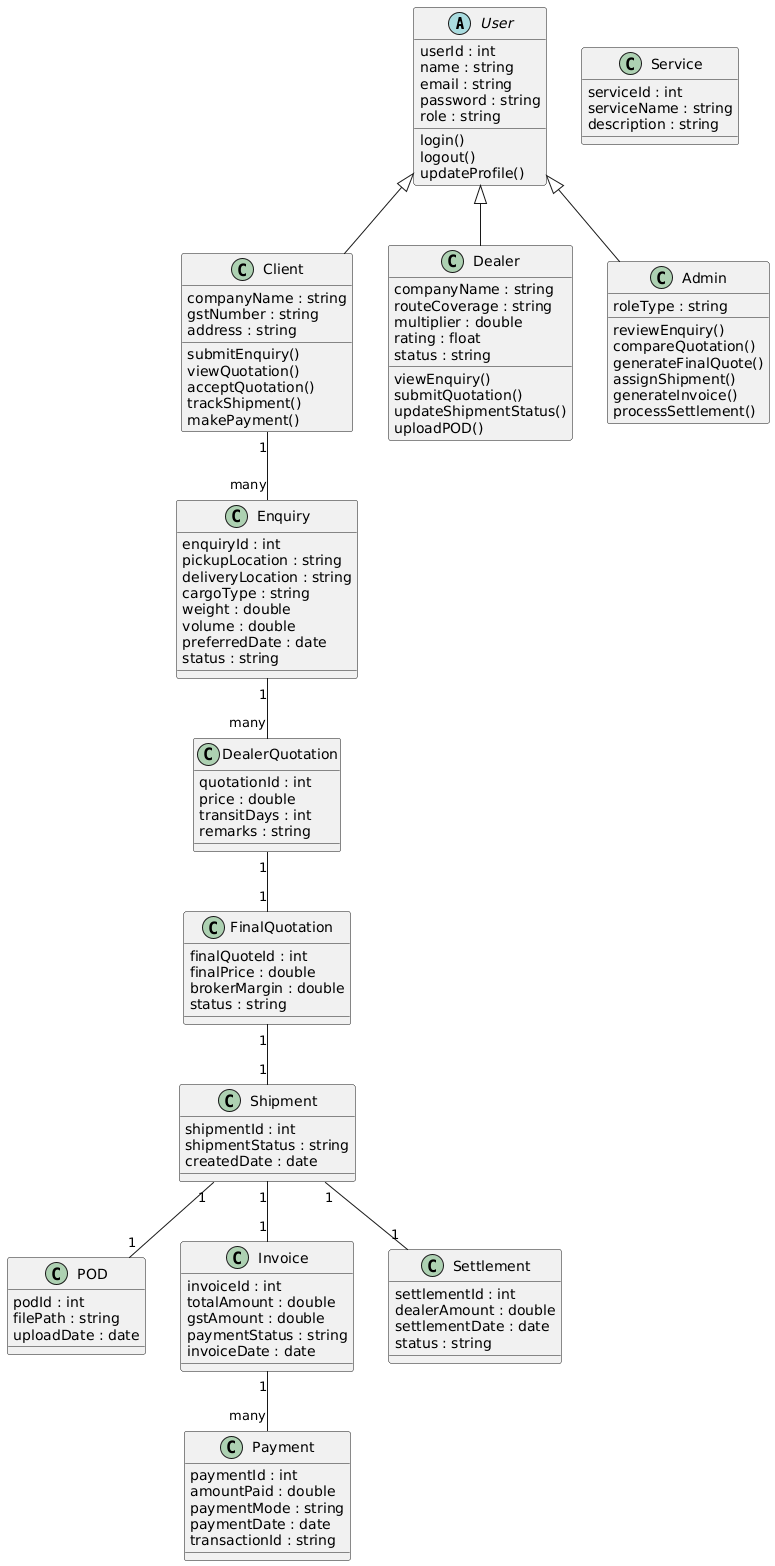 A User
userId : int
name : string
email : string
password : string
role : string
login()
logout()
updateProfile()
C Service
serviceId : int
serviceName : string
description : string
C Client
companyName : string
gstNumber : string
address : string
submitEnquiry()
viewQuotation()
acceptQuotation()
trackShipment()
makePayment()
C Dealer
companyName : string
routeCoverage : string
multiplier : double
rating : float
status : string
viewEnquiry()
submitQuotation()
updateShipmentStatus()
uploadPOD()
C Admin
roleType : string
reviewEnquiry()
compareQuotation()
generateFinalQuote()
assignShipment()
generateInvoice()
processSettlement()
1
many
C Enquiry
enquiryId : int
pickupLocation : string
deliveryLocation : string
cargoType : string
weight : double
volume : double
preferredDate : date
status : string
1
many
C DealerQuotation
quotationId : int
price : double
transitDays : int
remarks : string
1
1
C FinalQuotation
finalQuoteId : int
finalPrice : double
brokerMargin : double
status : string
1
1
C Shipment
shipmentId : int
shipmentStatus : string
createdDate : date
1 1 1
1 1 1
C POD
podId : int
filePath : string
uploadDate : date
C Invoice
invoiceId : int
totalAmount : double
gstAmount : double
paymentStatus : string
invoiceDate : date
C Settlement
settlementId : int
dealerAmount : double
settlementDate : date
status : string
1
many
C Payment
paymentId : int
amountPaid : double
paymentMode : string
paymentDate : date
transactionId : string